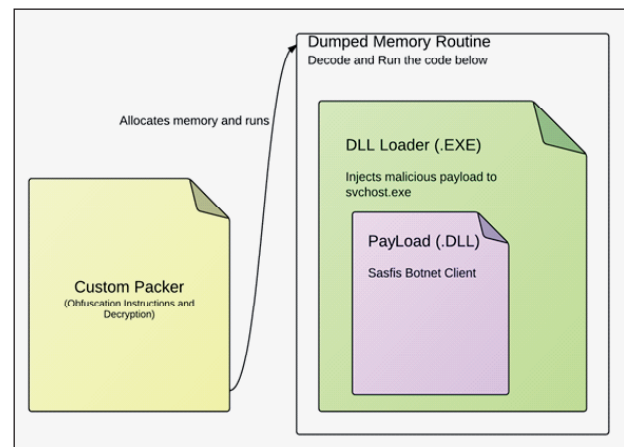 Dumped Memory Routine
Decode and Run the code below
Allocates memory and runs
DLL Loader (.EXE)
Injects malicious payload to
svchost.exe
PayLoad (.DLL)
Sasfis Botnet Client
Custom Packer
(Obfuscation Instructions and
Decryption)